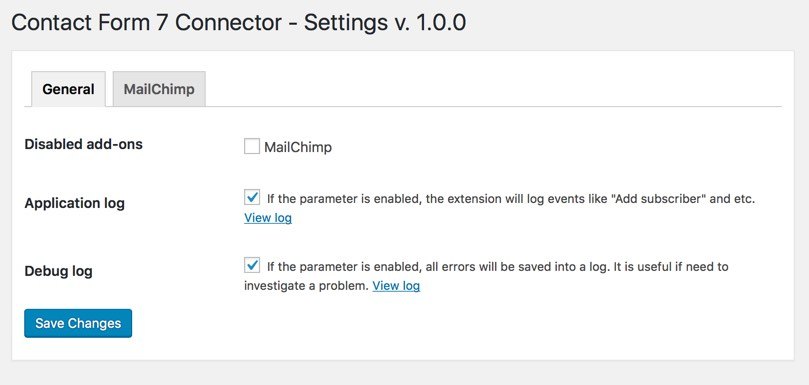 Contact Form 7 Connector - Settings v. 1.0.0
General MailChimp
Disabled add-ons MailChimp
Application log If the parameter is enabled, the extension will log events like "Add subscriber" and etc.
View log
Debug log If the parameter is enabled, all errors will be saved into a log. It is useful if need to
investigate a problem. View log
Save Changes